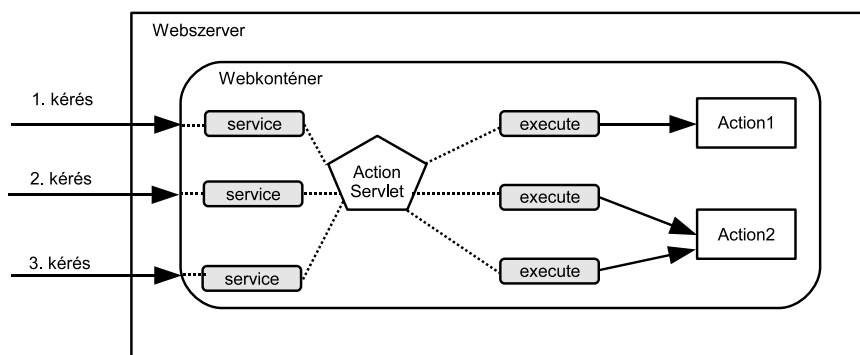 Webszerver
Webkonténer
1. kérés
service
execute
Action1
Action
Servlet
2. kérés
service
execute
Action2
3. kérés
service
execute